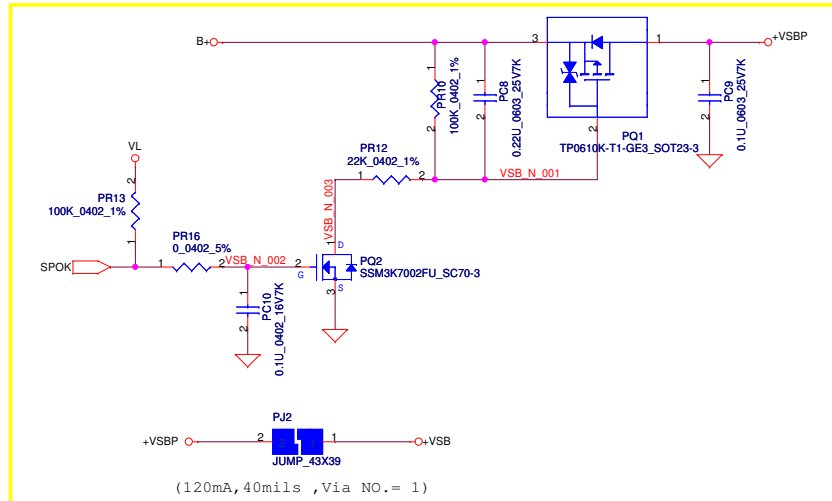 B+
3
1
+VSBP
1
PR10
100K_0402_1%
2
1
PC8
0.22U_0603_25V7K
2
2
PQ1
TP0610K-T1-GE3_SOT23-3
1
PC9
0.1U_0603_25V7K
2
VL
2
PR13
100K_0402_1%
1
PR12
22K_0402_1%
1
2
VSB_N_001
VSB_N_003
SPOK
PR16
0_0402_5%
1
2
VSB_N_002
1
PC10
0.1U_0402_16V7K
2
1
D
2
G
PQ2
SSM3K7002FU_SC70-3
3
S
PJ2
+VSBP
2
2
1
1
+VSB
JUMP_43X39
(120mA,40mils ,Via NO.= 1)